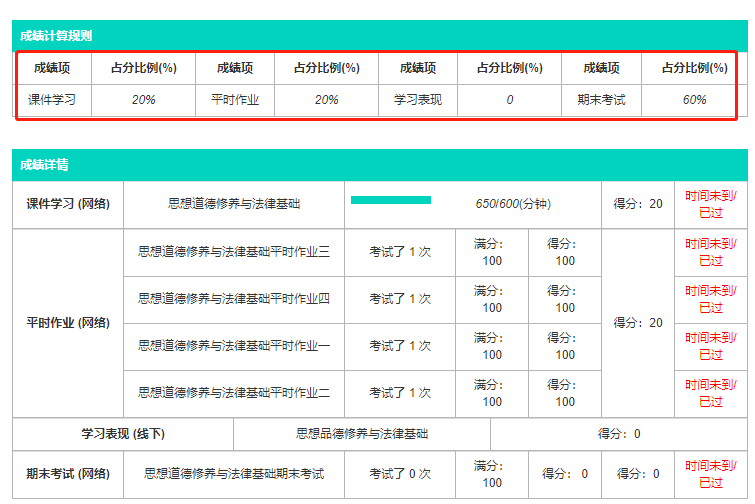 成绩计算规则
成绩项 占分比例(%) 成绩项 占分比例(%) 成绩项 占分比例(%) 成绩项 占分比例(%)
课件学习 20% 平时作业 20% 学习表现 0 期末考试 60%
成绩详情
课件学习 (网络) 思想道德修养与法律基础 650/600(分钟) 得分：20 时间未到/
已过
平时作业 (网络) 思想道德修养与法律基础平时作业三 考试了 1 次 满分：
100 得分：
100 得分：20 时间未到/
已过
思想道德修养与法律基础平时作业四 考试了 1 次 满分：
100 得分：
100 时间未到/
已过
思想道德修养与法律基础平时作业一 考试了 1 次 满分：
100 得分：
100 时间未到/
已过
思想道德修养与法律基础平时作业二 考试了 1 次 满分：
100 得分：
100 时间未到/
已过
学习表现 (线下) 思想品德修养与法律基础 得分：0
期末考试 (网络) 思想道德修养与法律基础期末考试 考试了 0 次 满分：
100 得分： 0 得分：0 时间未到/
已过